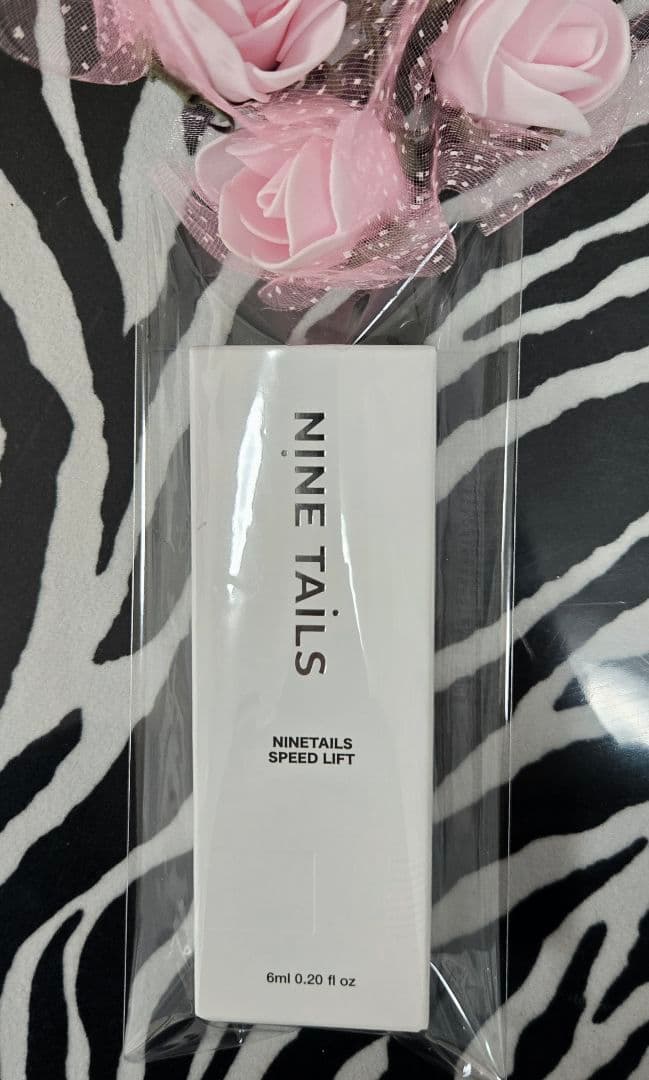 NINE TAiLS
NINETAILS
SPEED LIFT
6ml 0.20 fl oz